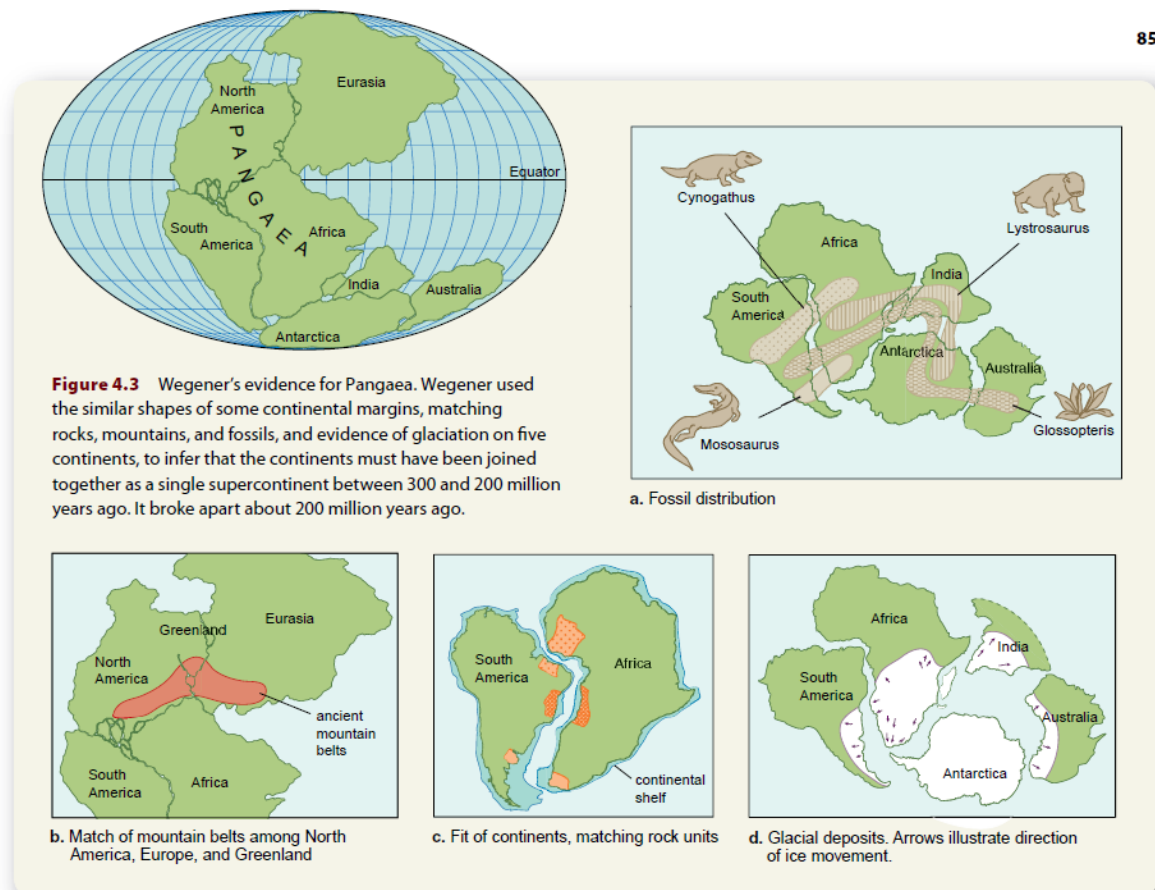 85
North
America
Eurasia
PANGAEA
Equator
South
America
Africa
India
Australia
Antarctica
Figure 4.3 Wegener's evidence for Pangaea. Wegener used
the similar shapes of some continental margins, matching
rocks, mountains, and fossils, and evidence of glaciation on five
continents, to infer that the continents must have been joined
together as a single supercontinent between 300 and 200 million
years ago. It broke apart about 200 million years ago.
Cynogathus
Lystrosaurus
Africa
India
South
America
Antarctica
Australia
Mososaurus
Glossopteris
a. Fossil distribution
Greenland
Eurasia
North
America
ancient
mountain
belts
South
America
Africa
b. Match of mountain belts among North
America, Europe, and Greenland
South
America
Africa
continental
shelf
c. Fit of continents, matching rock units
Africa
India
South
America
Australia
Antarctica
d. Glacial deposits. Arrows illustrate direction
of ice movement.